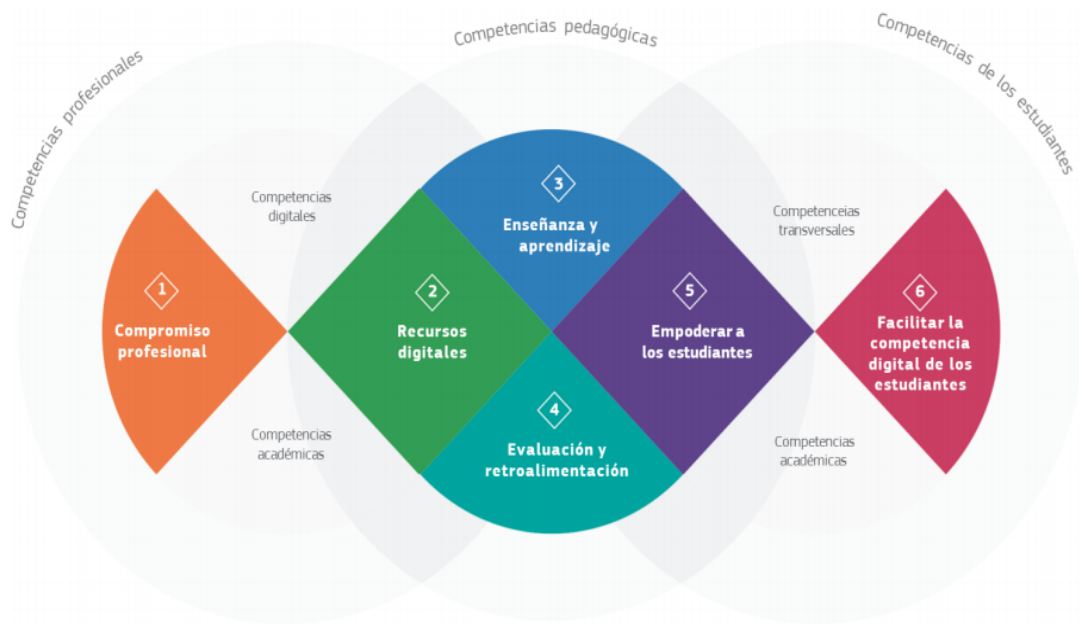 Competencias profesionales
Competencias pedagógicas
Competencias de los estudiantes
Competencias
digitales
Competencias
académicas
1
Compromiso
profesional
2
Recursos
digitales
3
Enseñanza y
aprendizaje
4
Evaluación y
retroalimentación
5
Empoderar a
los estudiantes
Competenceias
transversales
Competencias
académicas
6
Facilitar la
competencia
digital de los
estudiantes